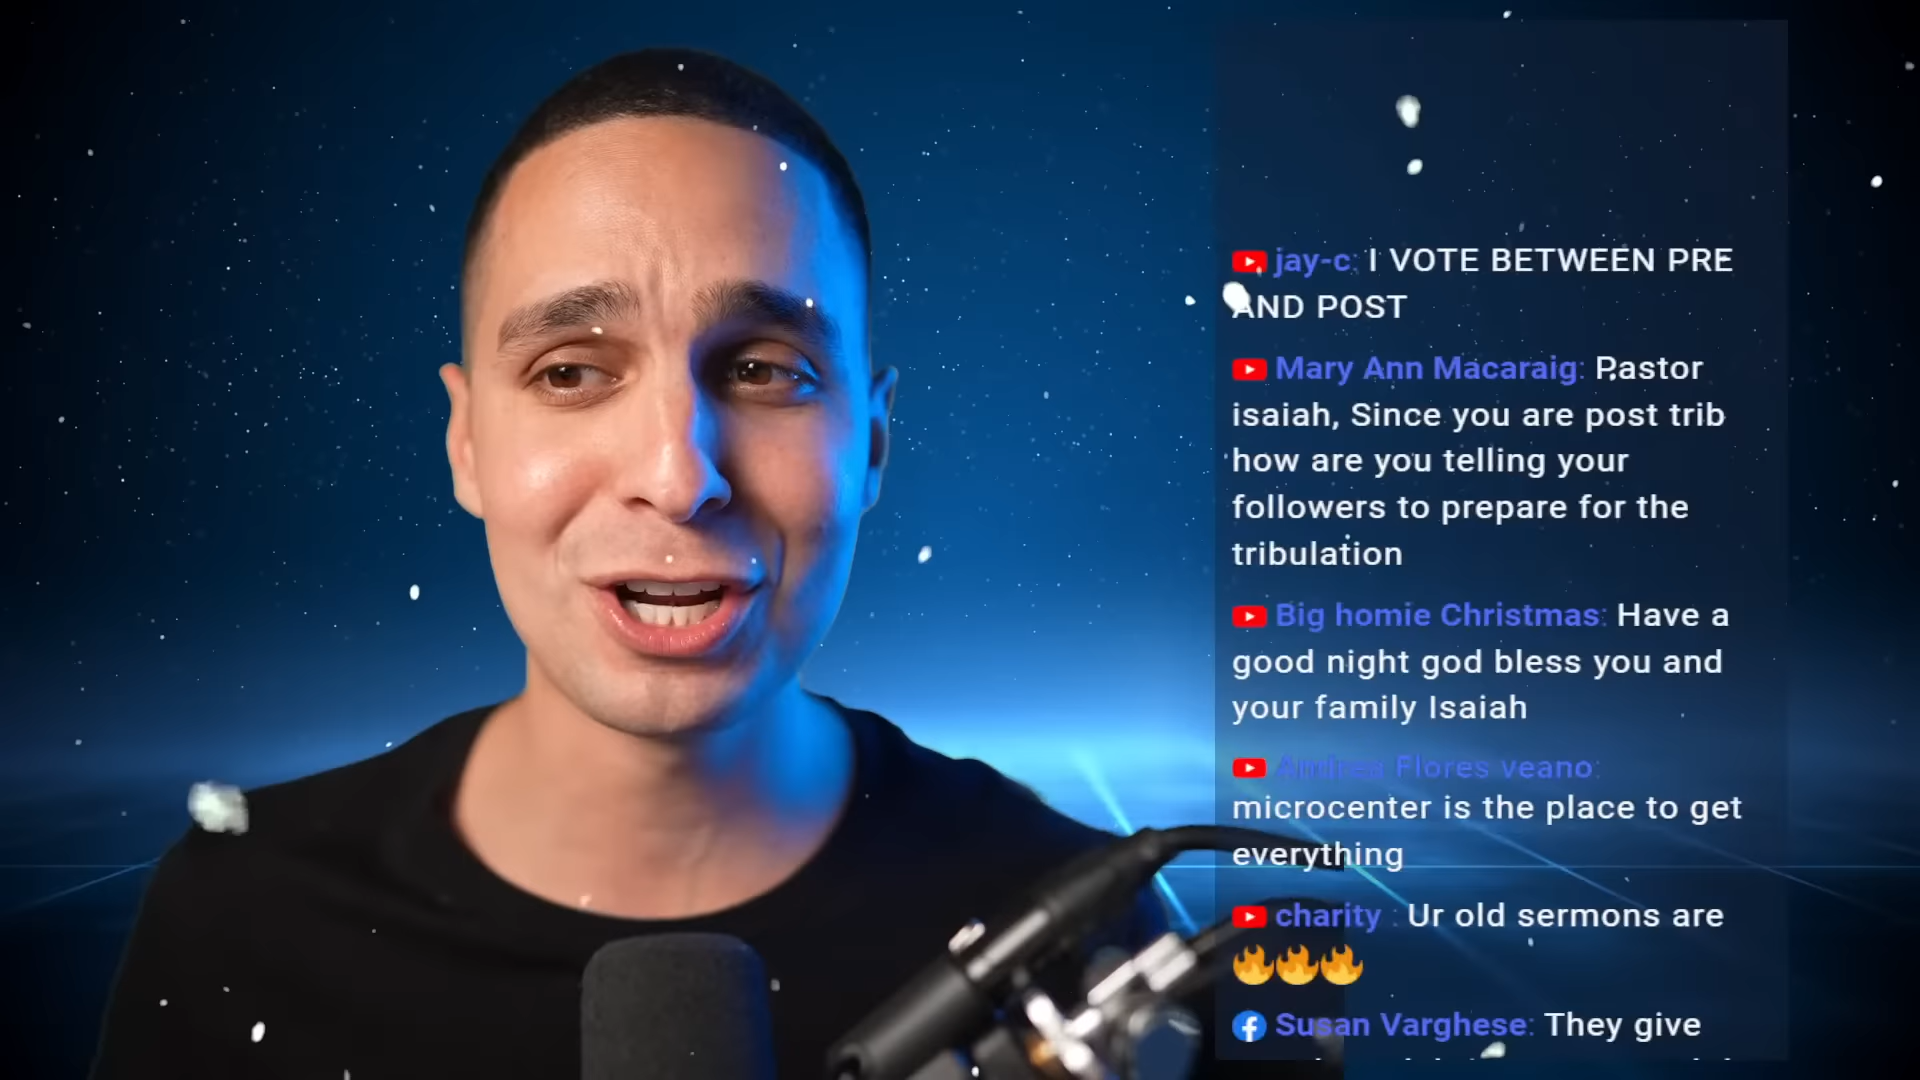 jay-c: I VOTE BETWEEN PRE
AND POST
Mary Ann Macaraig: Pastor
isaiah, Since you are post trib
how are you telling your
followers to prepare for the
tribulation
Big homie Christmas: Have a
good night god bless you and
your family Isaiah
Andrea Flores veano:
microcenter is the place to get
everything
charity : Ur old sermons are
🔥🔥🔥
Susan Varghese: They give